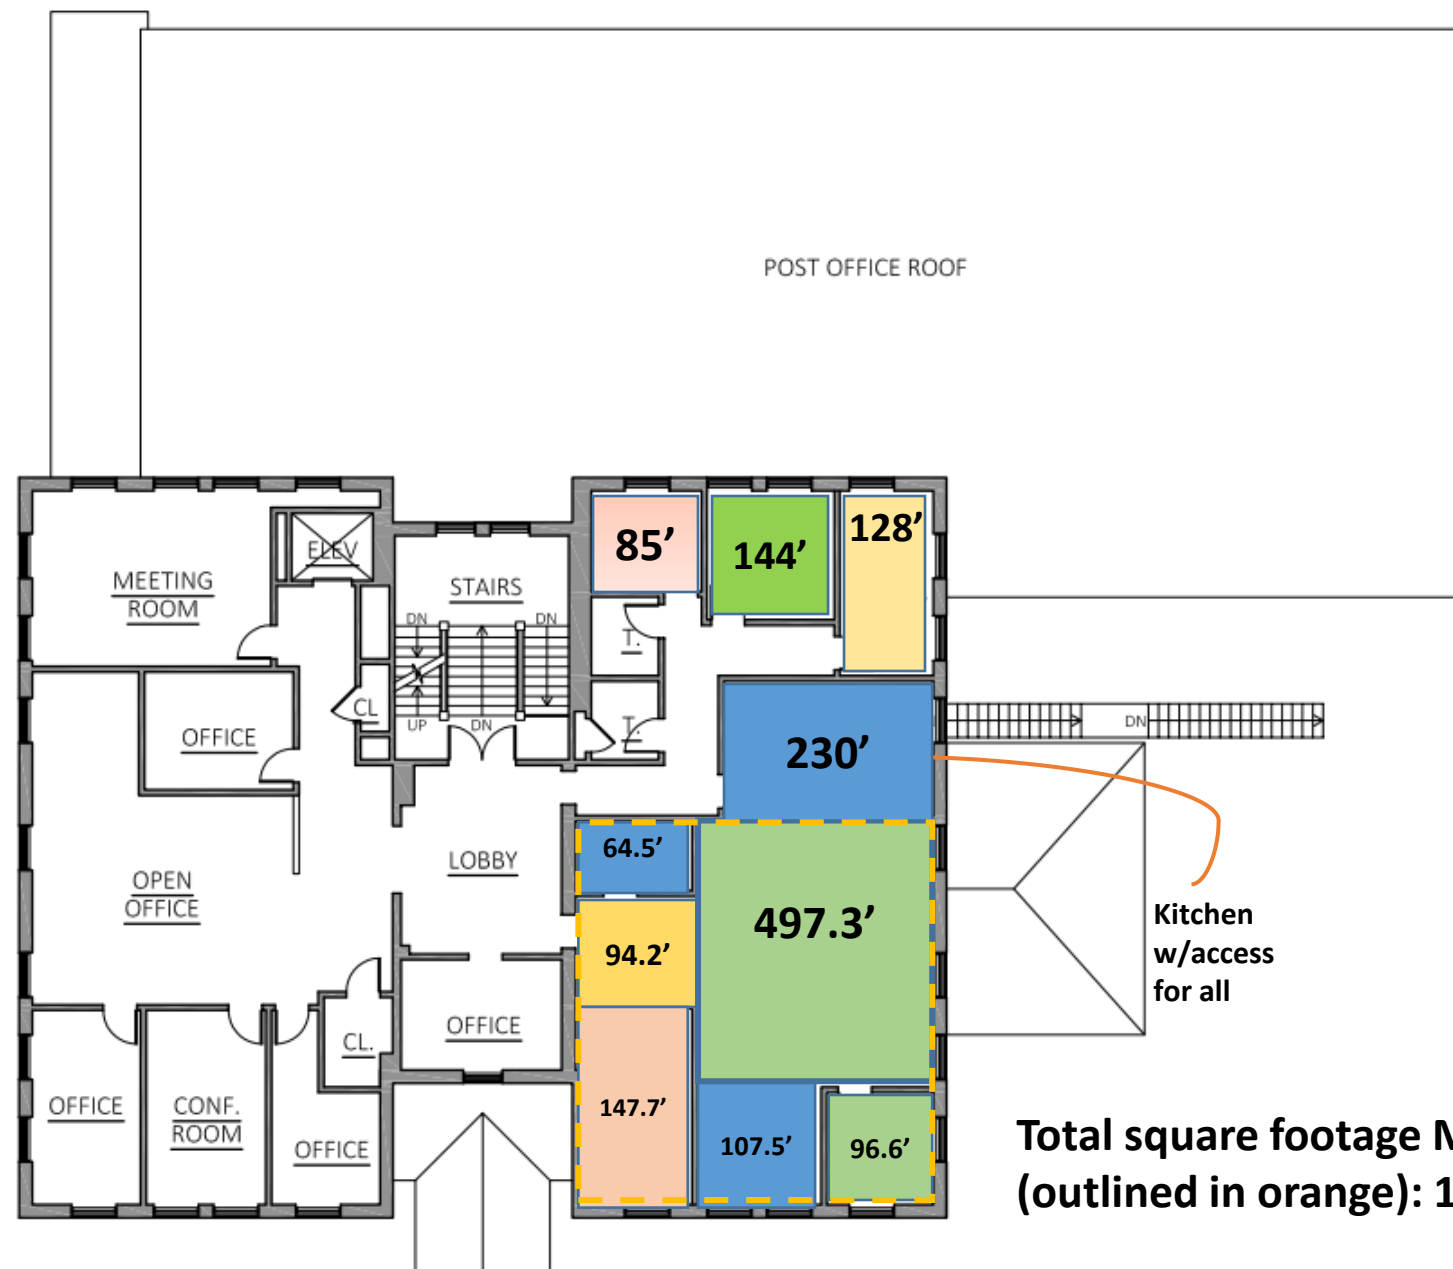 POST OFFICE ROOF
85’
144’
128’
ELEV
MEETING
ROOM
STAIRS
DN
DN
T.
CL
UP
DN
T.
OFFICE
230’
DN
64.5’
LOBBY
OPEN
OFFICE
497.3’
94.2’
Kitchen
w/access
for all
OFFICE
CL.
OFFICE
CONF.
ROOM
OFFICE
147.7’
107.5’
96.6’
Total square footage
(outlined in orange): 1